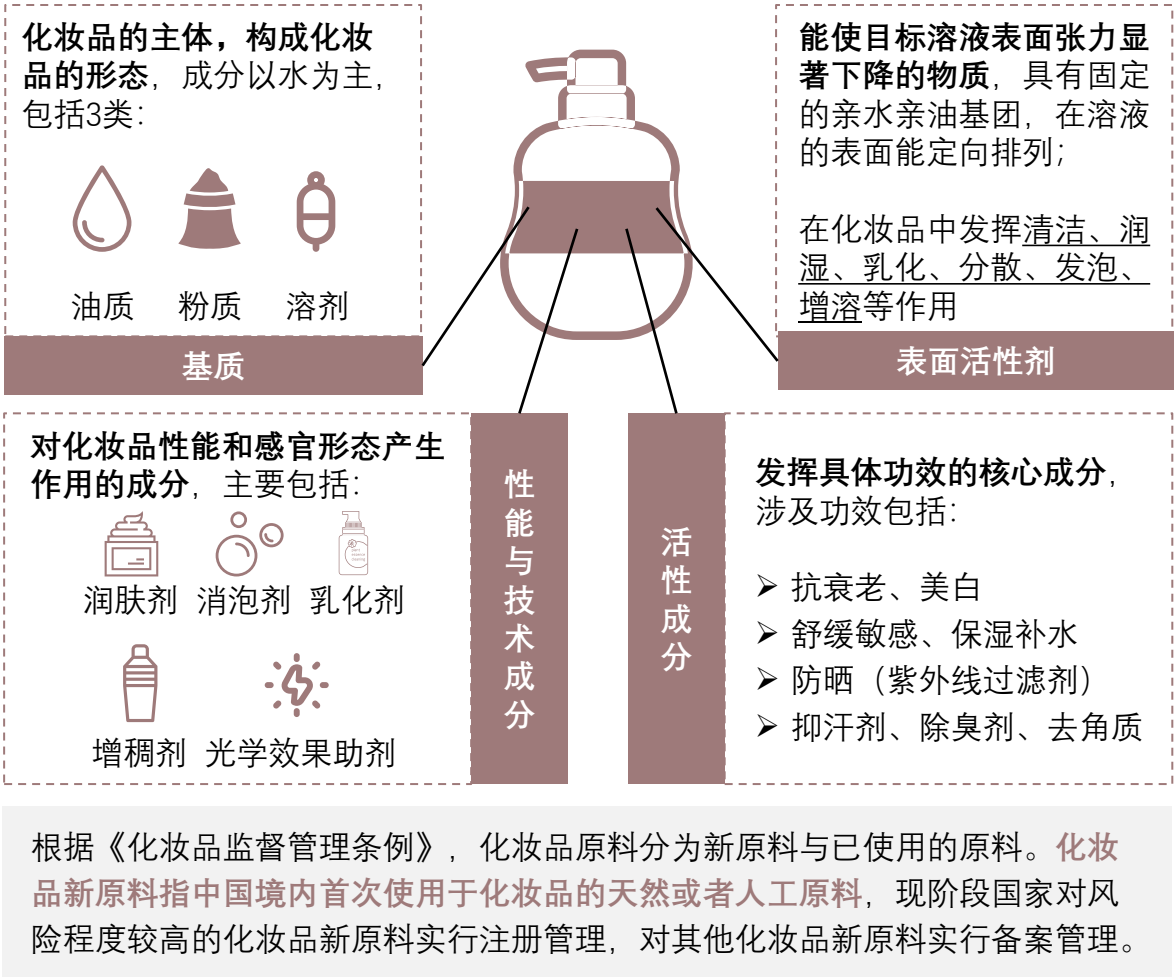 化妆品的主体，构成化妆
品的形态，成分以水为主，
包括3类：
油质 粉质 溶剂
基质
能使目标溶液表面张力显
著下降的物质，具有固定
的亲水亲油基团，在溶液
的表面能定向排列；
在化妆品中发挥清洁、润
湿、乳化、分散、发泡、
增溶等作用
表面活性剂
对化妆品性能和感官形态产生
作用的成分，主要包括：
润肤剂 消泡剂 乳化剂
增稠剂 光学效果助剂
性能与技术成分
活性成分
发挥具体功效的核心成分，
涉及功效包括：
➢ 抗衰老、美白
➢ 舒缓敏感、保湿补水
➢ 防晒（紫外线过滤剂）
➢ 抑汗剂、除臭剂、去角质
根据《化妆品监督管理条例》，化妆品原料分为新原料与已使用的原料。化妆
品新原料指中国境内首次使用于化妆品的天然或者人工原料，现阶段国家对风
险程度较高的化妆品新原料实行注册管理，对其他化妆品新原料实行备案管理。